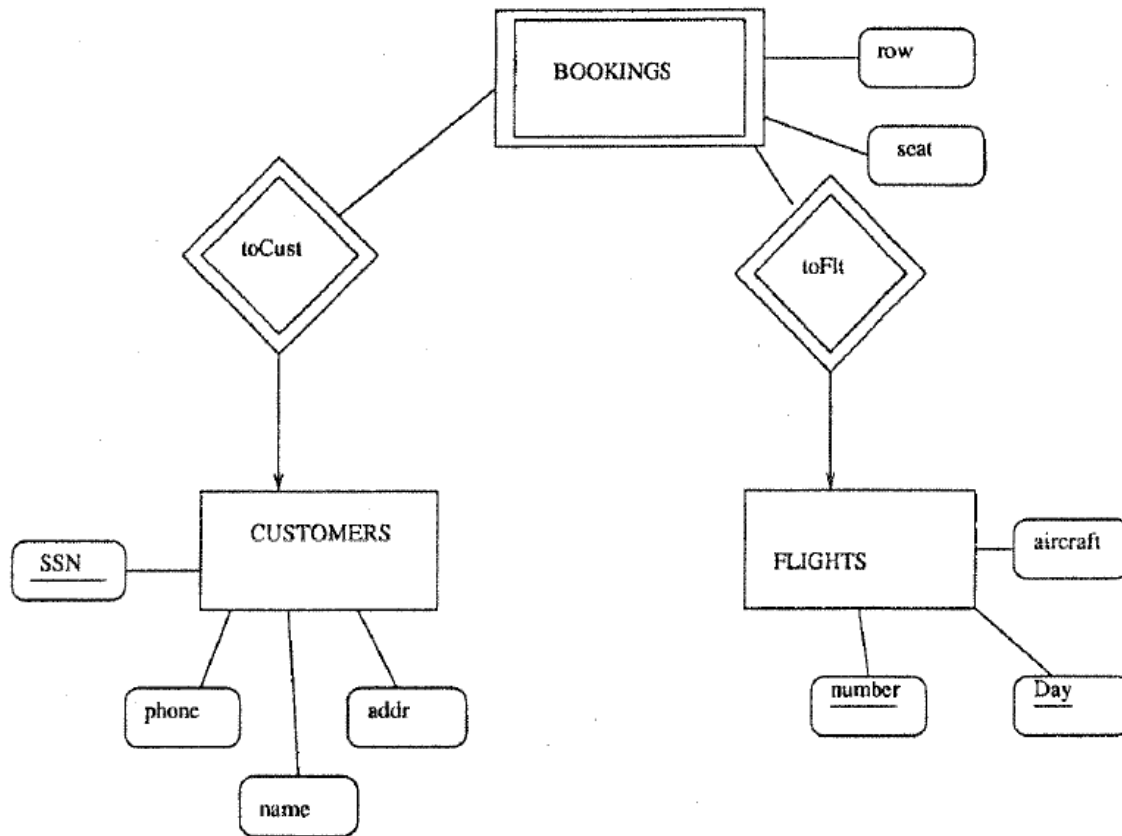 BOOKINGS
row
seat
toCust
toFlt
CUSTOMERS
SSN
FLIGHTS
aircraft
phone
addr
number
Day
name